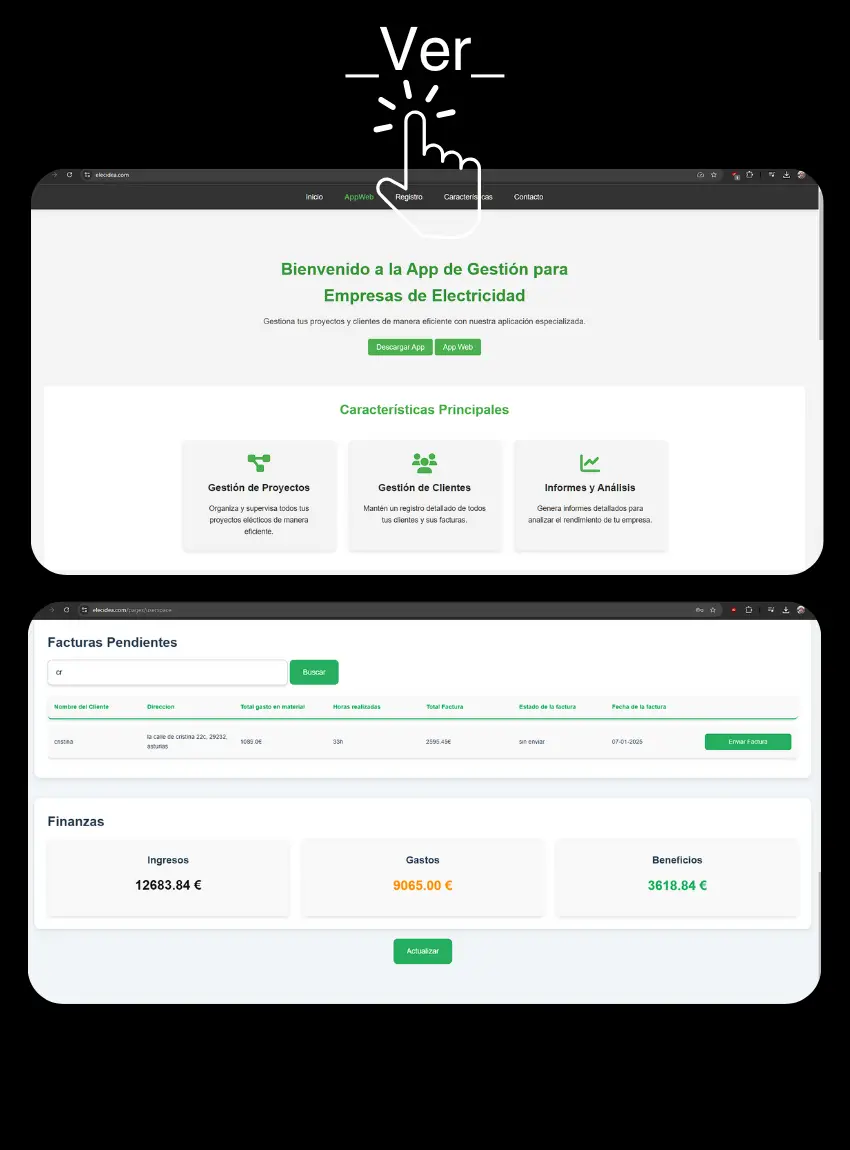 _Ver_
elecidea.com
Inicio AppWeb Registro Características Contacto
Bienvenido a la App de Gestión para
Empresas de Electricidad
Gestiona tus proyectos y clientes de manera eficiente con nuestra aplicación especializada.
Descargar App App Web
Características Principales
Gestión de Proyectos Gestión de Clientes Informes y Análisis
Organiza y supervisa todos tus Mantén un registro detallado de todos Genera informes detallados para
proyectos elécticos de manera tus clientes y sus facturas. analizar el rendimiento de tu empresa.
eficiente.
elecidea.com/pages/userspace
Facturas Pendientes
cr Buscar
Nombre del Cliente Direccion Total gasto en material Horas realizadas Total Factura Estado de la factura Fecha de la factura
cristina la calle de cristina 22c, 29232, 1089.0€ 33h 2595.45€ sin enviar 07-01-2025 Enviar Factura
asturias
Finanzas
Ingresos Gastos Beneficios
12683.84 € 9065.00 € 3618.84 €
Actualizar